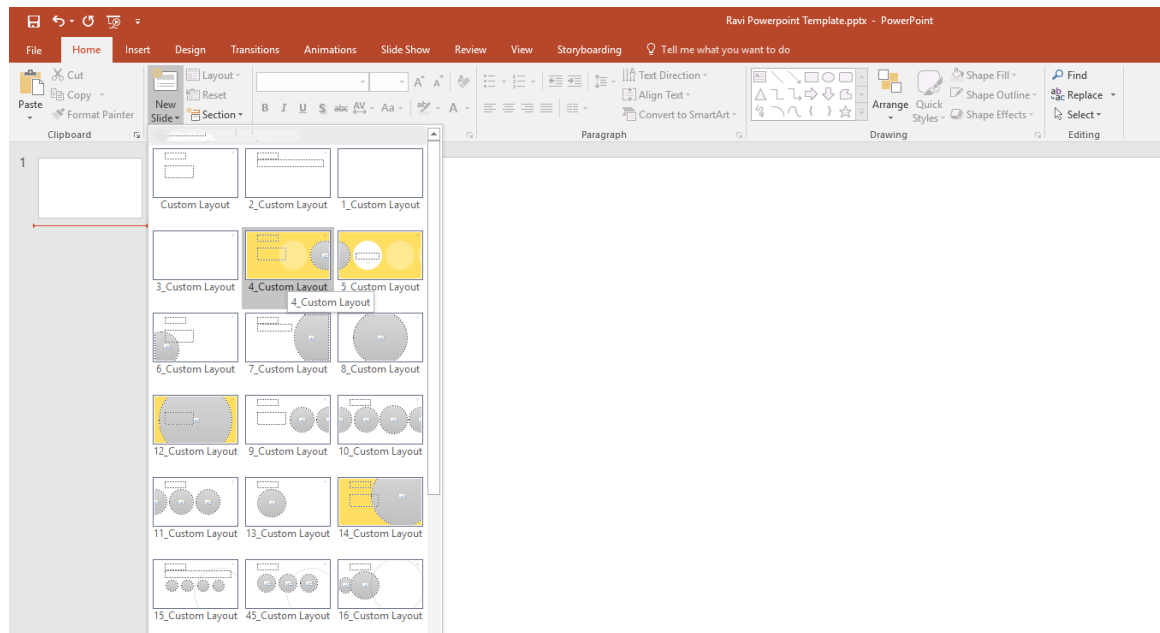 Ravi Powerpoint Template.pptx - PowerPoint
File Home Insert Design Transitions Animations Slide Show Review View Storyboarding Tell me what you want to do
Paste
Cut
Copy
Format Painter
Clipboard
New Slide
Layout
Reset
Section
B I U S abc AV Aa A
Text Direction
Align Text
Convert to SmartArt
Paragraph
Arrange
Quick Styles
Shape Fill
Shape Outline
Shape Effects
Drawing
Find
Replace
Select
Editing
1
Custom Layout 2_Custom Layout 1_Custom Layout
3_Custom Layout 4_Custom Layout 5_Custom Layout
4_Custom Layout
6_Custom Layout 7_Custom Layout 8_Custom Layout
12_Custom Layout 9_Custom Layout 10_Custom Layout
11_Custom Layout 13_Custom Layout 14_Custom Layout
15_Custom Layout 45_Custom Layout 16_Custom Layout